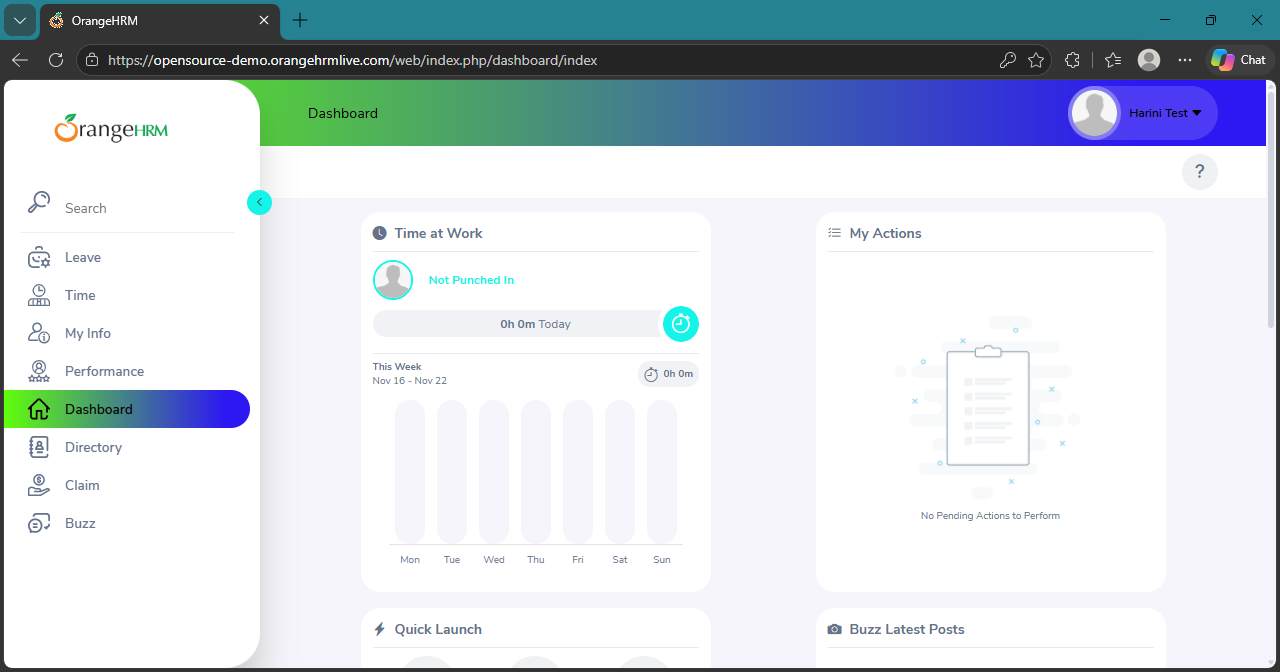 OrangeHRM
https://opensource-demo.orangehrmlive.com/web/index.php/dashboard/index
Chat
OrangeHRM
Dashboard
Harini Test
?
Search
Leave
Time
My Info
Performance
Dashboard
Directory
Claim
Buzz
Time at Work
Not Punched In
0h 0m Today
This Week
Nov 16 - Nov 22
0h 0m
Mon Tue Wed Thu Fri Sat Sun
My Actions
No Pending Actions to Perform
Quick Launch
Buzz Latest Posts